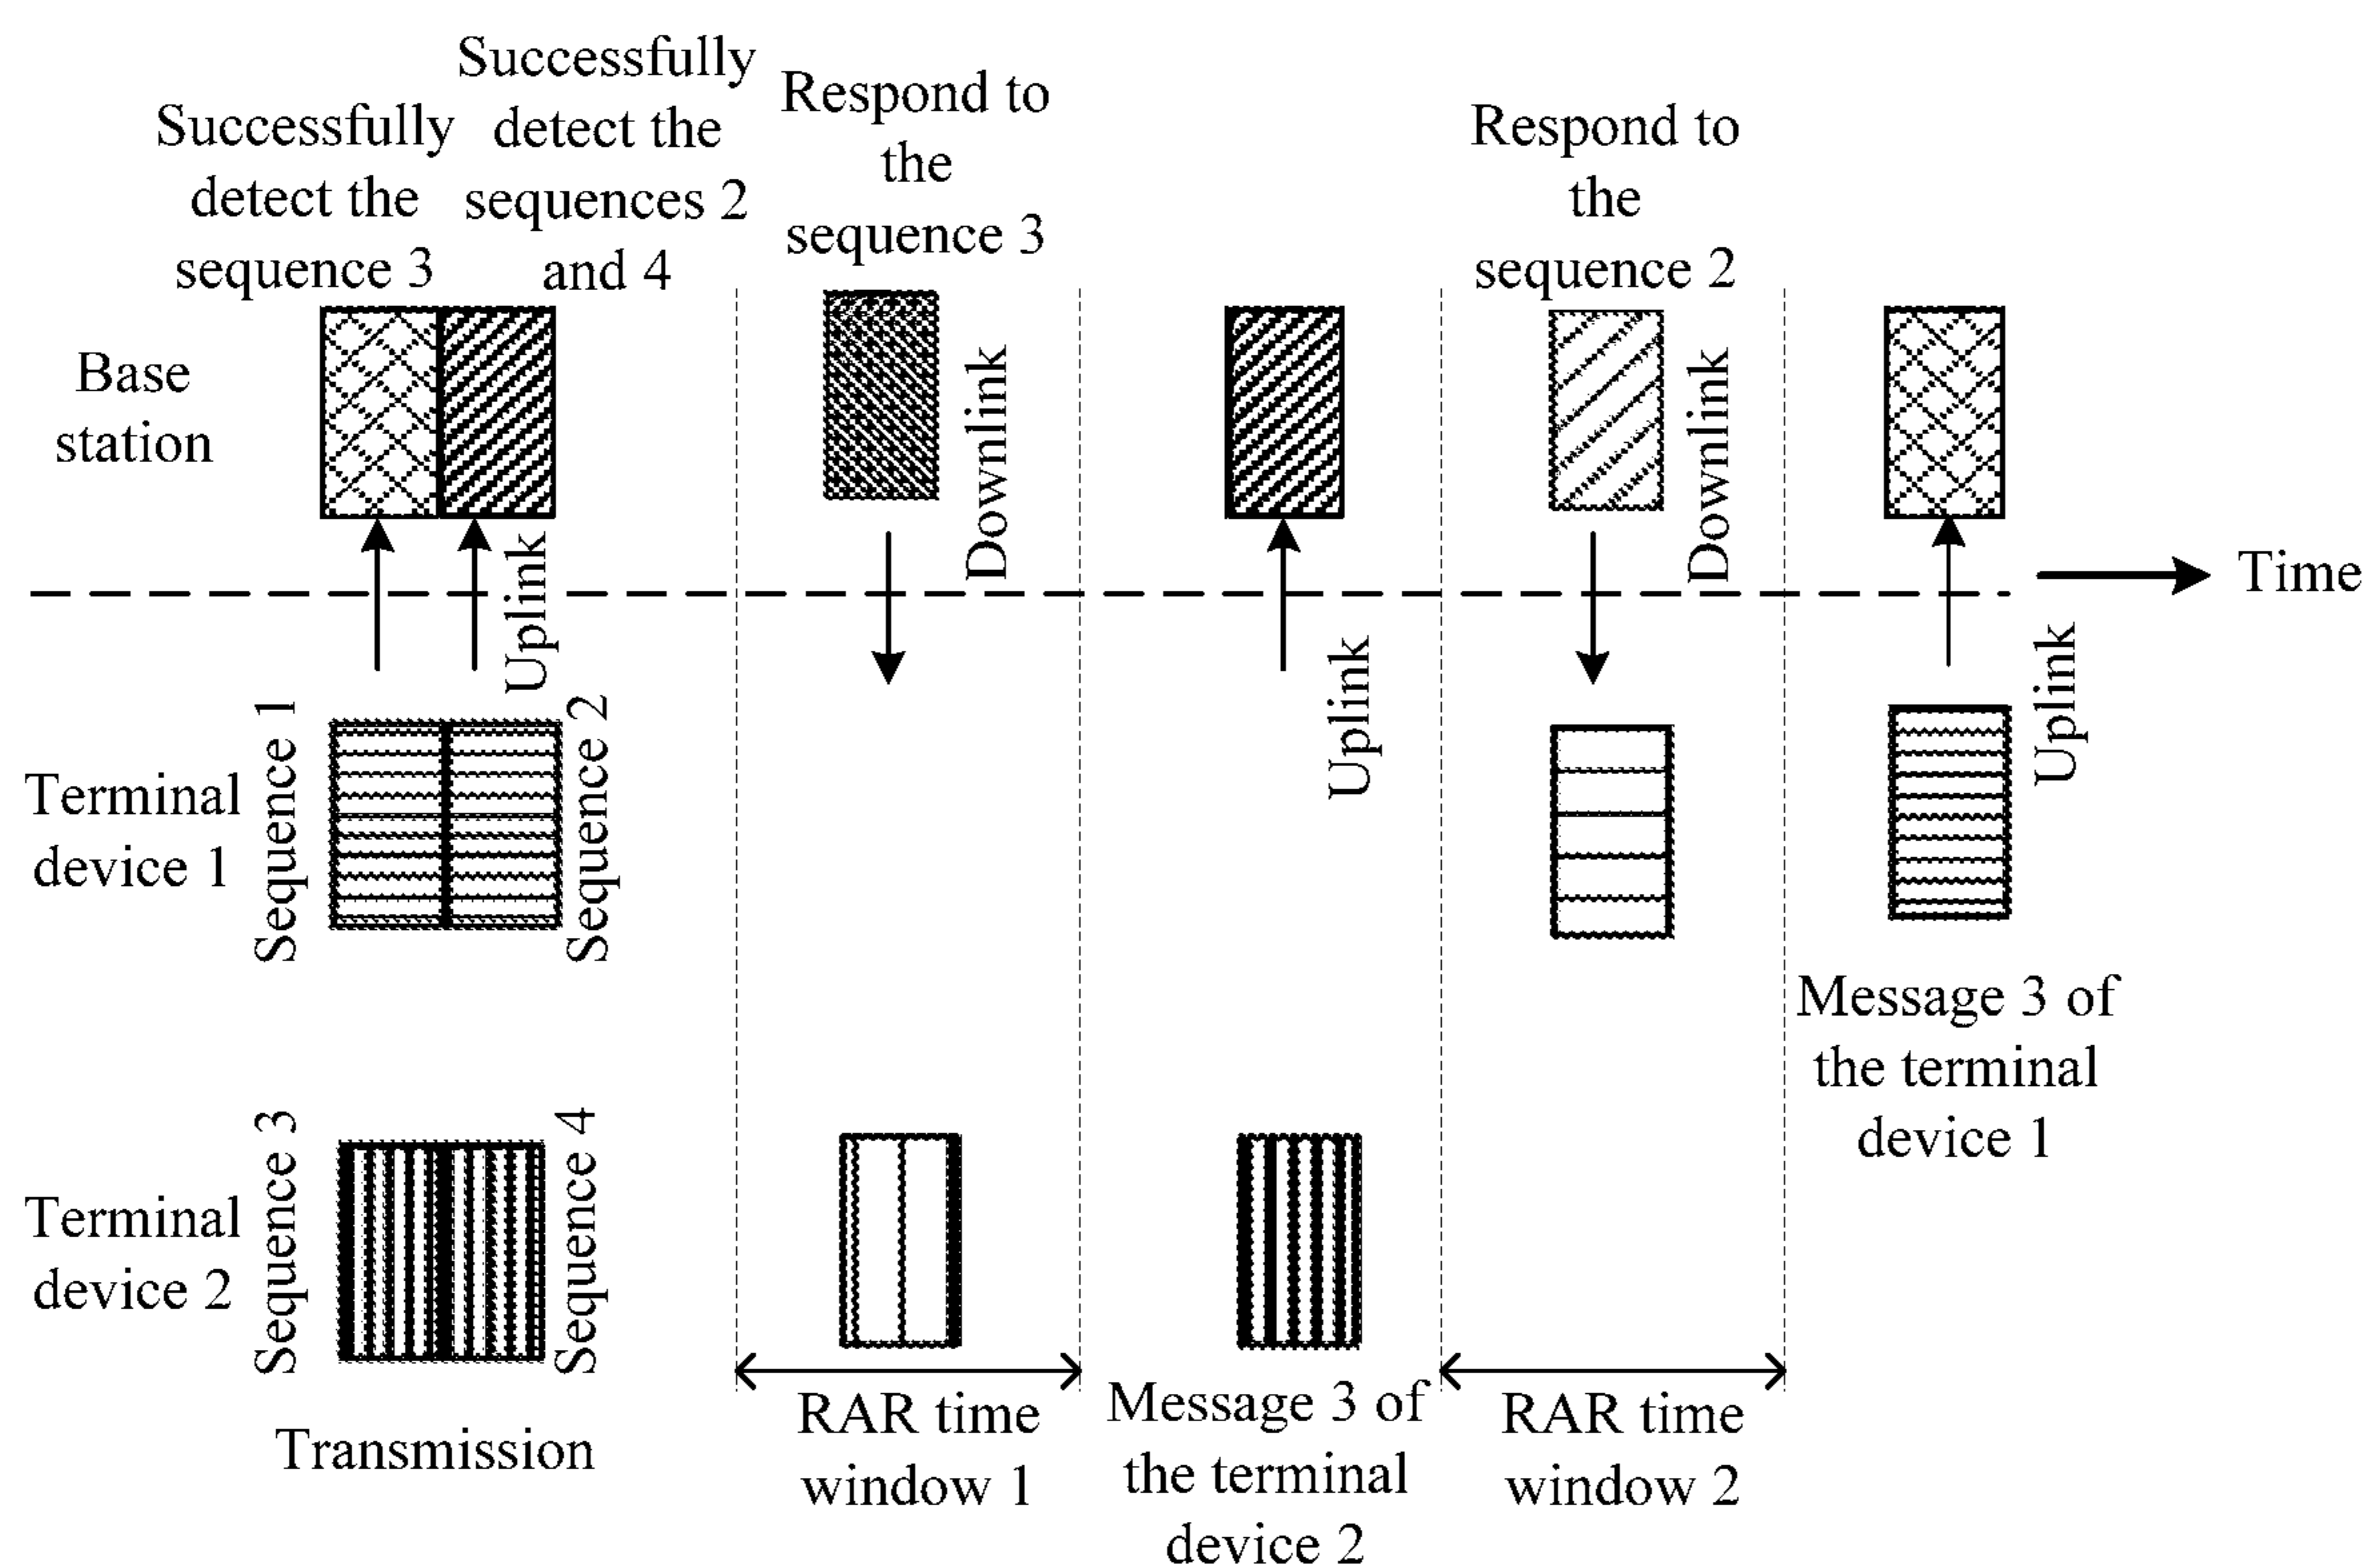 Successfully
detect the
sequence 3
Successfully
detect the
sequences 2
and 4
Respond to
the
sequence 3
Respond to
the
sequence 2
Base
station
Downlink
Downlink
Uplink
Time
Uplink
Uplink
Terminal
device 1
Sequence 1
Sequence 2
Message 3 of
the terminal
device 1
Terminal
device 2
Sequence 3
Sequence 4
Transmission
RAR time
window 1
Message 3 of
the terminal
device 2
RAR time
window 2